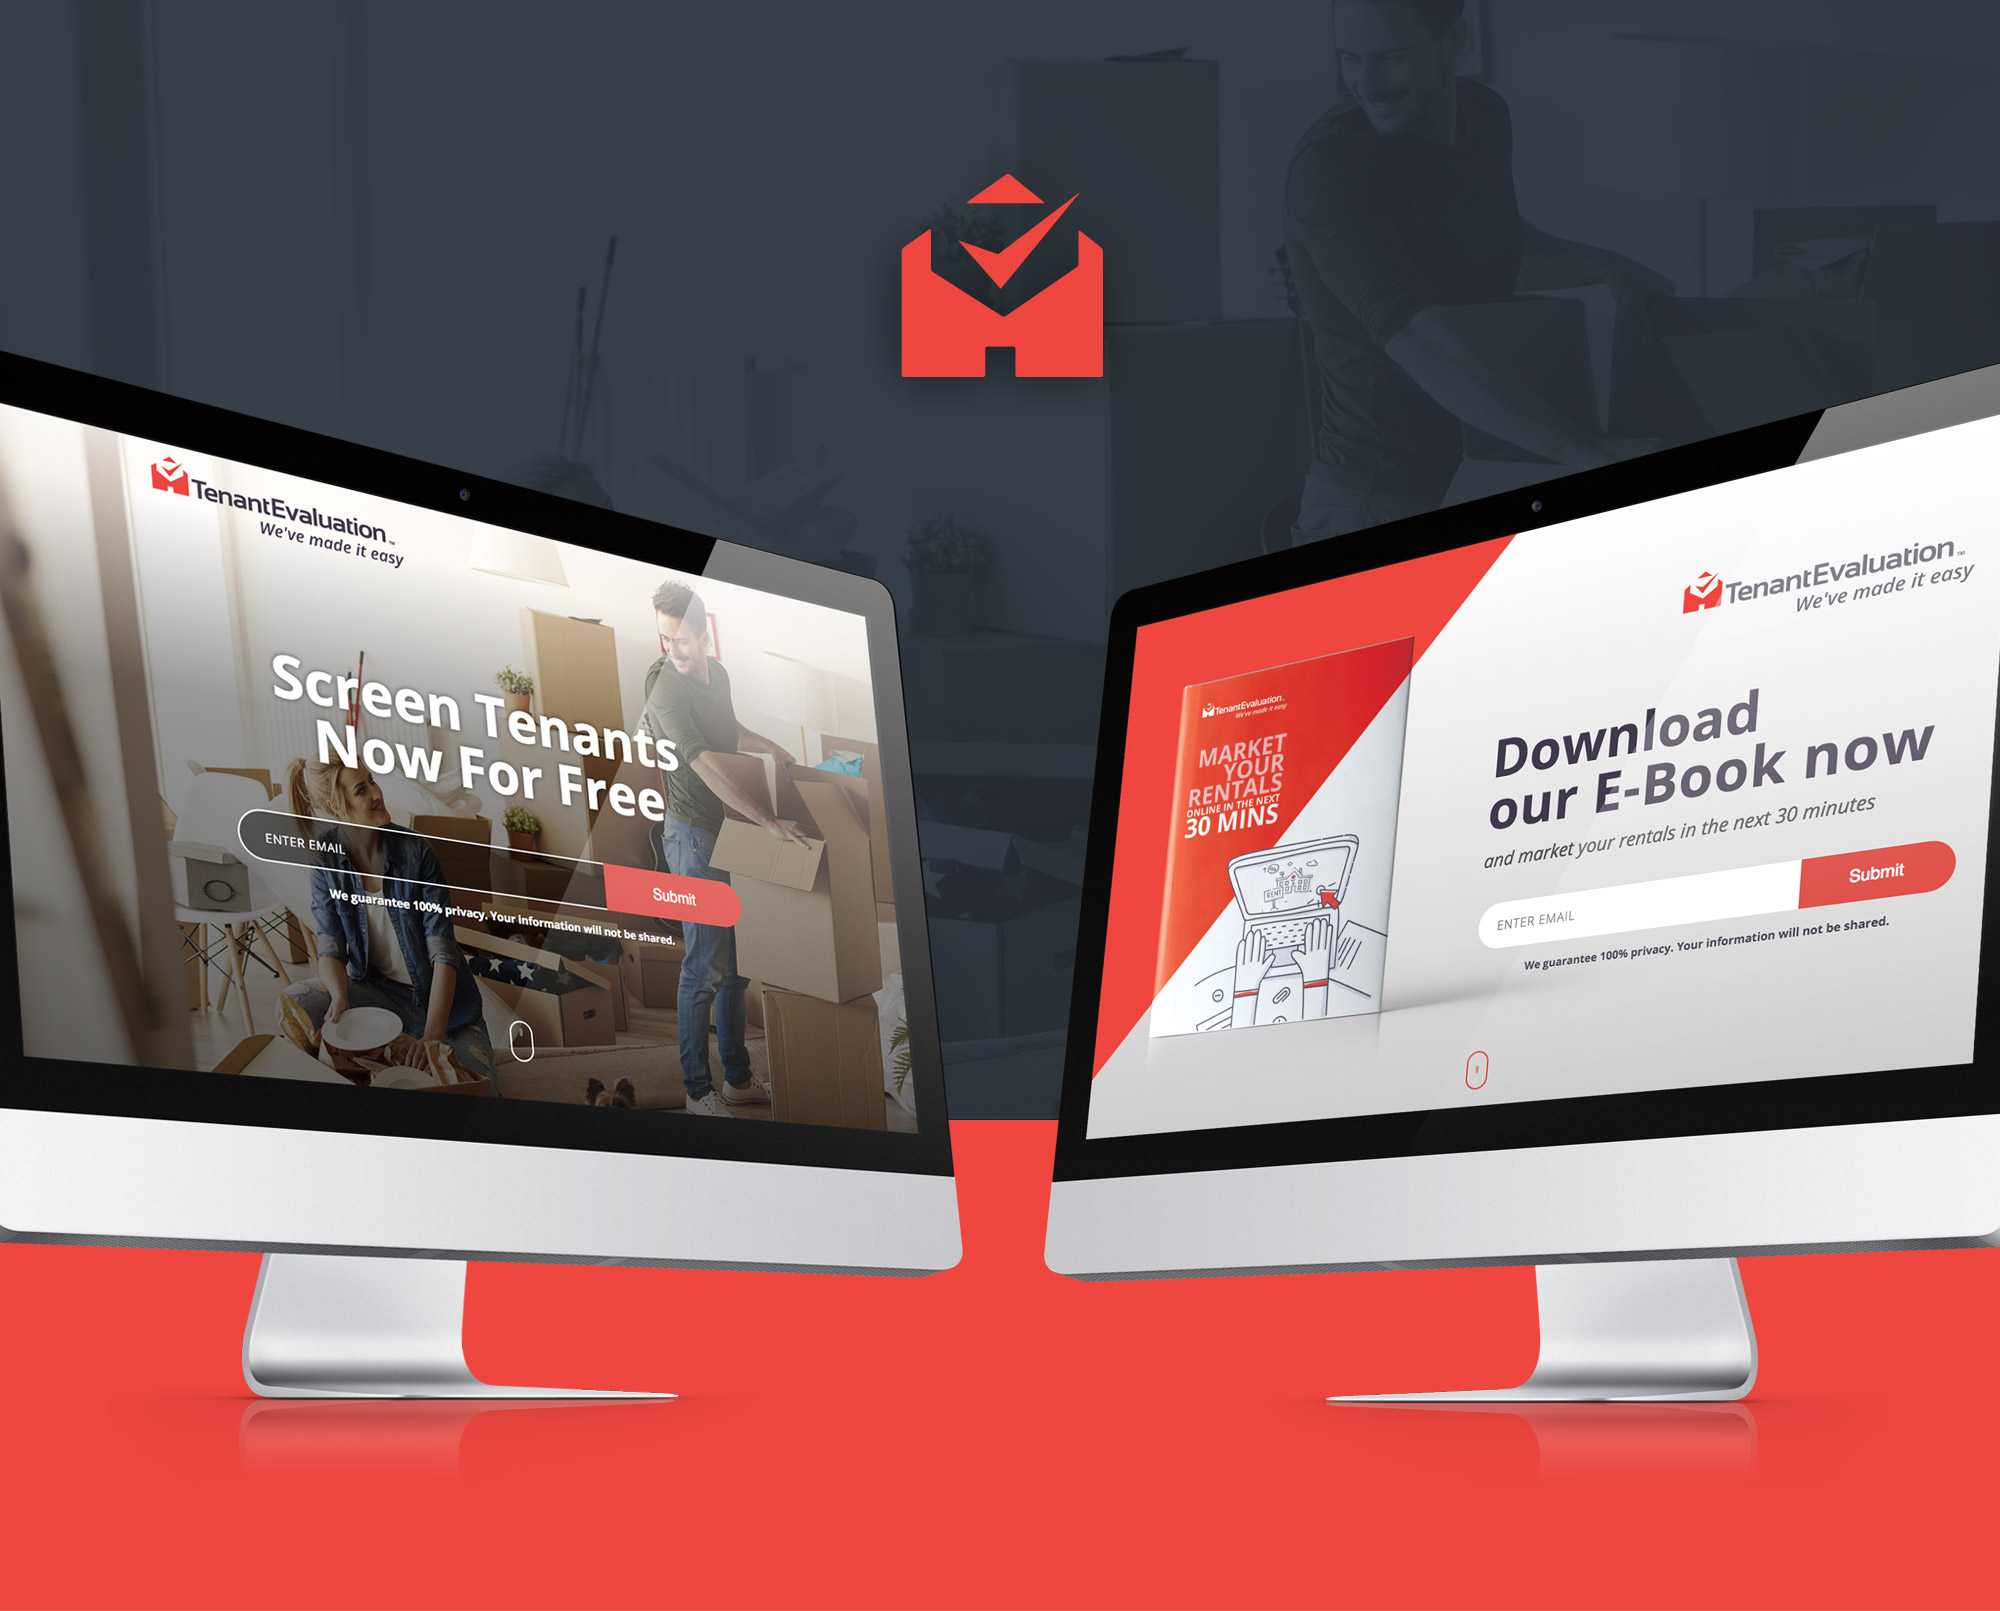 TenantEvaluation™
We've made it easy
Screen Tenants
Now For Free
ENTER EMAIL
Submit
We guarantee 100% privacy. Your information will not be shared.
TenantEvaluation™
We've made it easy
TenantEvaluation™
We've made it easy
MARKET
YOUR
RENTALS
ONLINE IN THE NEXT
30 MINS
RENT
Download
our E-Book now
and market your rentals in the next 30 minutes
ENTER EMAIL
Submit
We guarantee 100% privacy. Your information will not be shared.